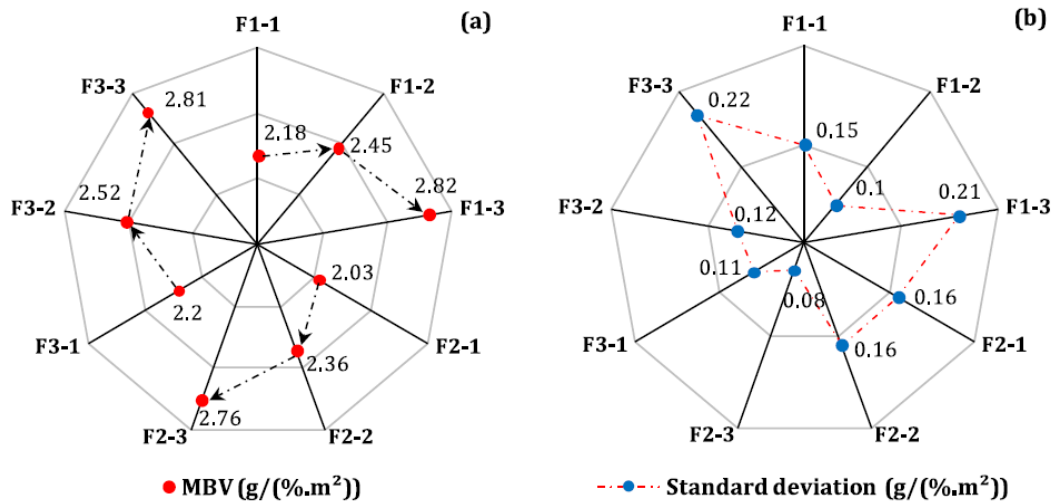 (a)
F1-1
F1-2
F3-3
2.81
2.18
2.45
2.52
2.82
F3-2
F1-3
2.03
2.2
F3-1
2.36
F2-1
2.76
F2-3
F2-2
MBV (g/(%.m²))
(b)
F1-1
F3-3
F1-2
0.22
0.15
0.1
0.21
F3-2
0.12
F1-3
0.11
0.16
0.08
F3-1
0.16
F2-1
F2-3
F2-2
Standard deviation (g/(%.m²))